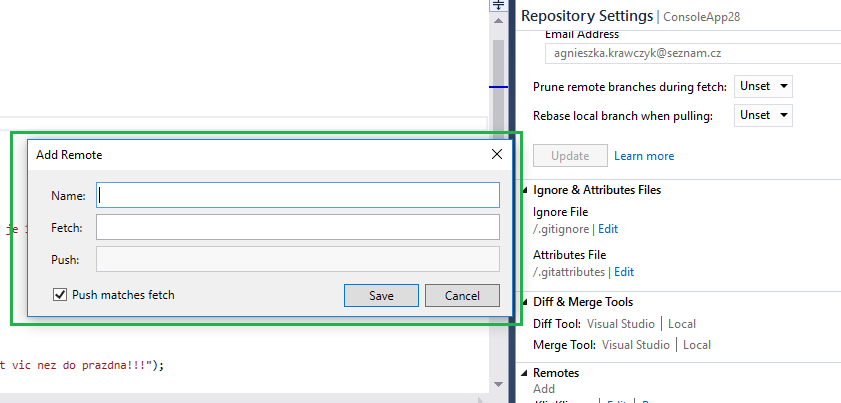 Repository Settings | ConsoleApp28
Email Address
agnieszka.krawczyk@seznam.cz
Prune remote branches during fetch: Unset
Rebase local branch when pulling: Unset
Update Learn more
Ignore & Attributes Files
Ignore File
/.gitignore | Edit
Attributes File
/.gitattributes | Edit
Diff & Merge Tools
Diff Tool: Visual Studio | Local
Merge Tool: Visual Studio | Local
Remotes
Add
Add Remote
Name:
Fetch:
Push:
Push matches fetch
Save Cancel
je
t vic nez do prazdna!!!");